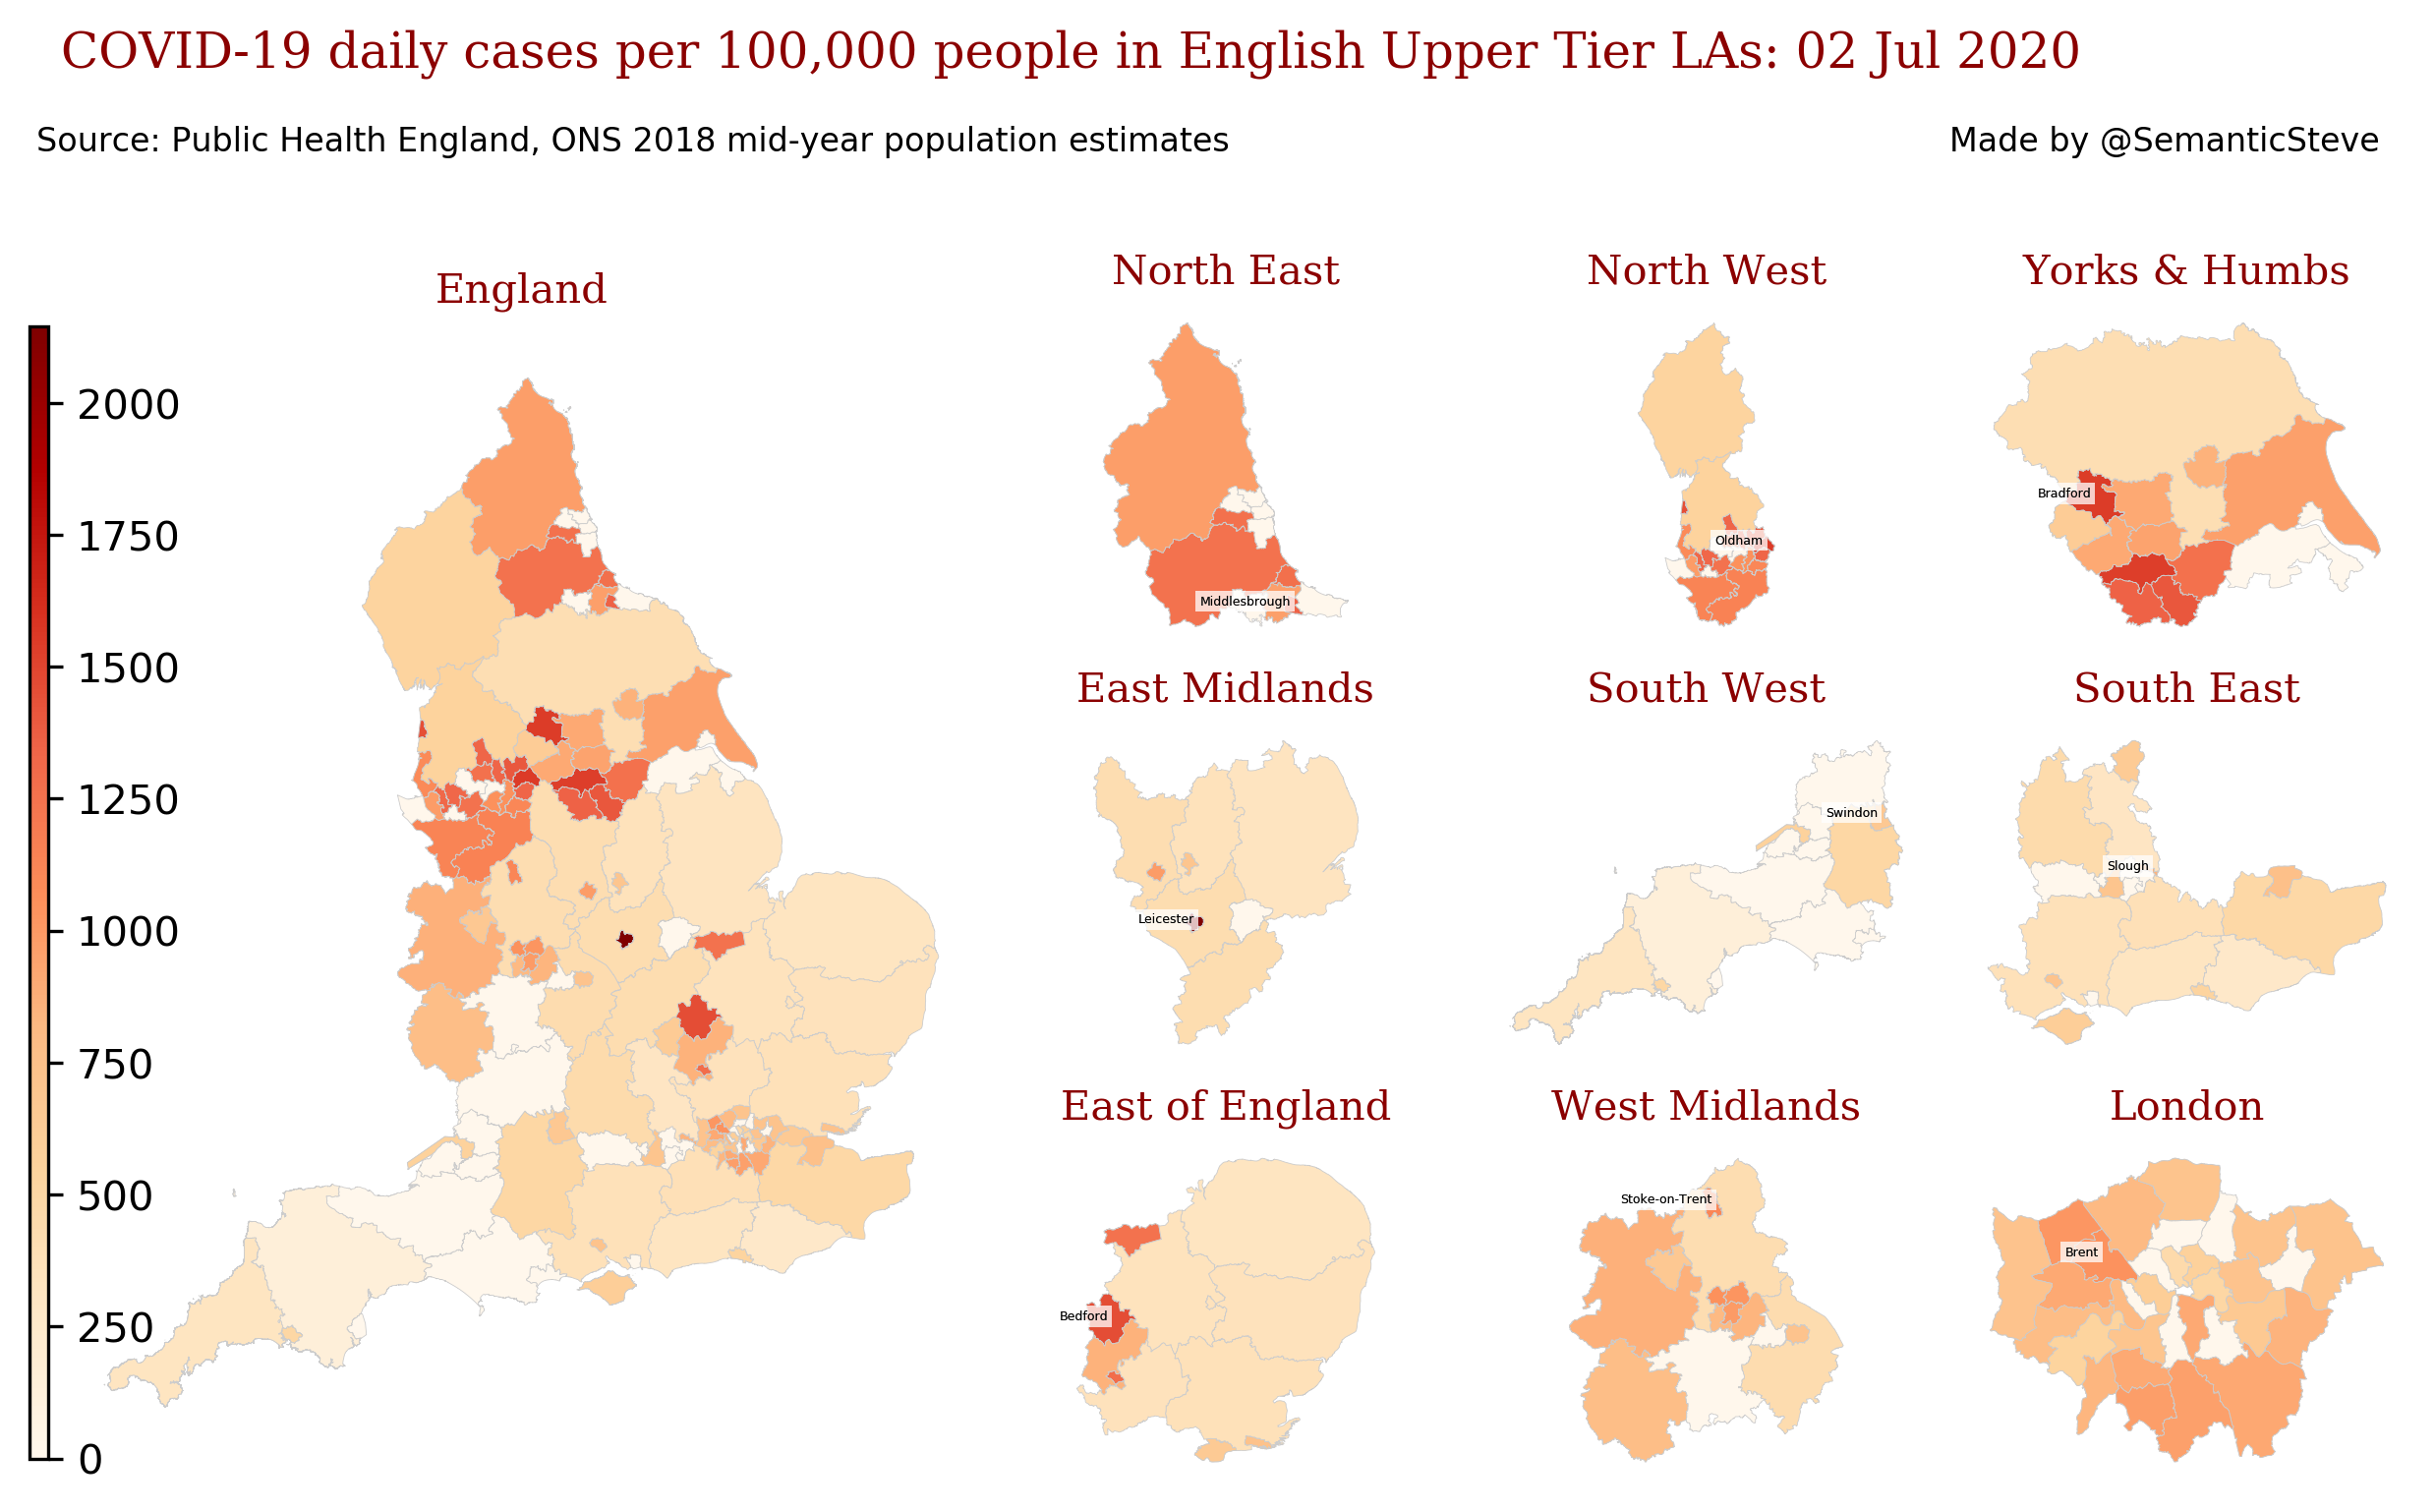 COVID-19 daily cases per 100,000 people in English Upper Tier LAs: 02 Jul 2020
Source: Public Health England, ONS 2018 mid-year population estimates
Made by @SemanticSteve
England
2000
1750
1500
1250
1000
750
500
250
0
North East
Middlesbrough
North West
Oldham
Yorks & Humbs
Bradford
East Midlands
Leicester
South West
Swindon
South East
Slough
East of England
Bedford
West Midlands
Stoke-on-Trent
London
Brent